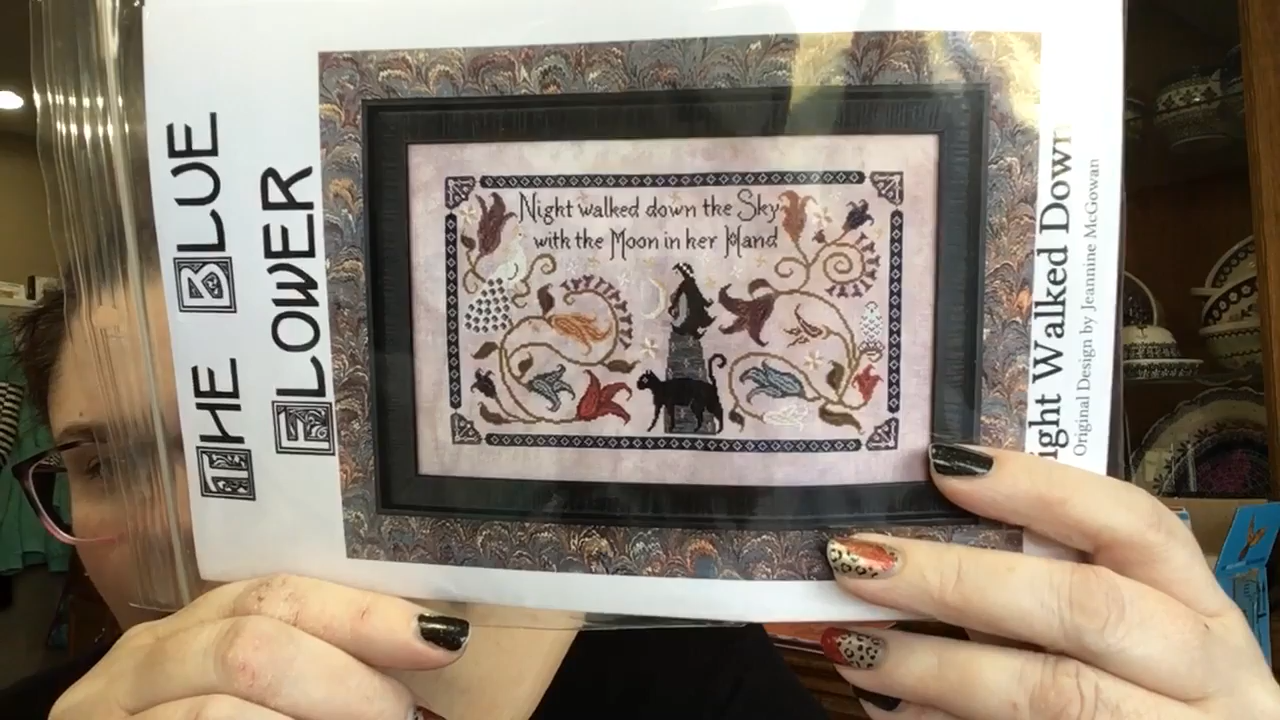 THE BLUE
FLOWER
Night walked down the Sky
with the Moon in her Hand
ight Walked Down
Original Design by Jeannine McGowan